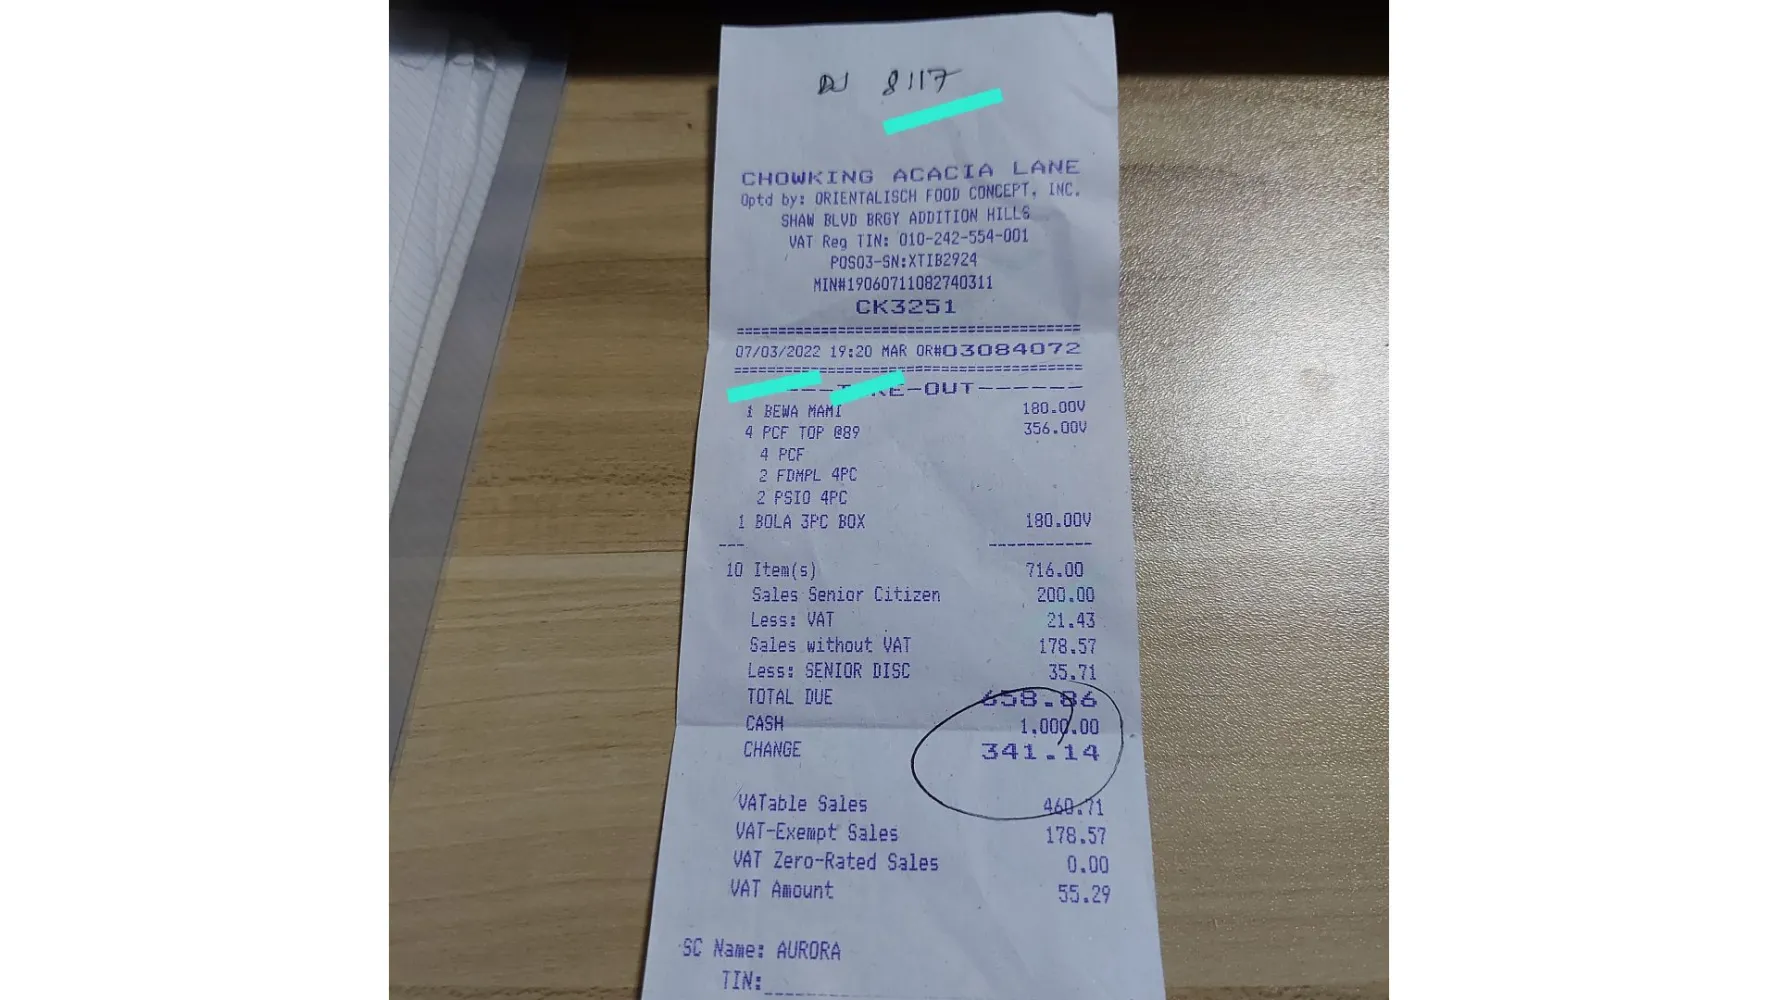 8117
CHOWKING ACACIA LANE
Optd by: ORIENTALISCH FOOD CONCEPT, INC.
SHAW BLVD BRGY ADDITION HILLS
VAT Reg TIN: 010-242-554-001
POS03-SN:XTIB2924
MIN#19060711082740311
CK3251
=========================================
07/03/2022 19:20 MAR OR#03084072
=========================================
-OUT------
1 BEWA MAMI 180.00V
4 PCF TOP @89 356.00V
4 PCF
2 FDMPL 4PC
2 PSIO 4PC
1 BOLA 3PC BOX 180.00V
--- -----------
10 Item(s) 716.00
Sales Senior Citizen 200.00
Less: VAT 21.43
Sales without VAT 178.57
Less: SENIOR DISC 35.71
TOTAL DUE 658.86
CASH 1,000.00
CHANGE 341.14
VATable Sales 460.71
VAT-Exempt Sales 178.57
VAT Zero-Rated Sales 0.00
VAT Amount 55.29
SC Name: AURORA
TIN: